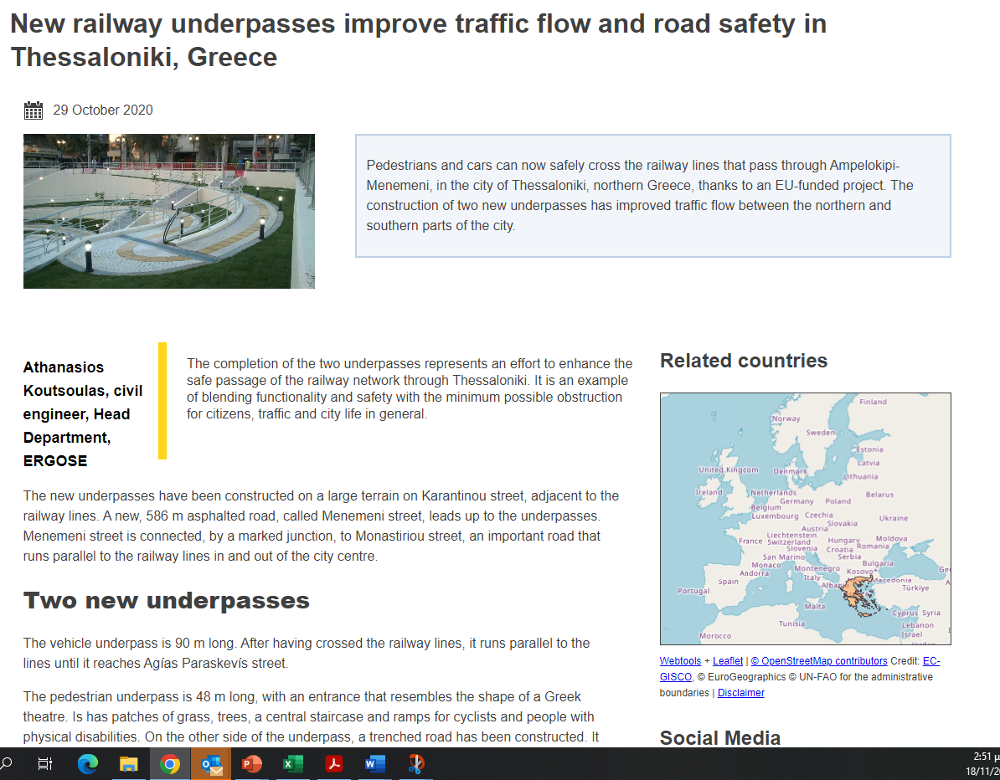 New railway underpasses improve traffic flow and road safety in
Thessaloniki, Greece
29 October 2020
Pedestrians and cars can now safely cross the railway lines that pass through Ampelokipi-
Menemeni, in the city of Thessaloniki, northern Greece, thanks to an EU-funded project. The
construction of two new underpasses has improved traffic flow between the northern and
southern parts of the city.
Athanasios
Koutsoulas, civil
engineer, Head
Department,
ERGOSE
The completion of the two underpasses represents an effort to enhance the
safe passage of the railway network through Thessaloniki. It is an example
of blending functionality and safety with the minimum possible obstruction
for citizens, traffic and city life in general.
The new underpasses have been constructed on a large terrain on Karantinou street, adjacent to the
railway lines. A new, 586 m asphalted road, called Menemeni street, leads up to the underpasses.
Menemeni street is connected, by a marked junction, to Monastiriou street, an important road that
runs parallel to the railway lines in and out of the city centre.
Two new underpasses
The vehicle underpass is 90 m long. After having crossed the railway lines, it runs parallel to the
lines until it reaches Agías Paraskevís street.
The pedestrian underpass is 48 m long, with an entrance that resembles the shape of a Greek
theatre. Is has patches of grass, trees, a central staircase and ramps for cyclists and people with
physical disabilities. On the other side of the underpass, a trenched road has been constructed. It
Related countries
Finland
Norway
Sweden
Estonia
Latvia
United Kingdom
Denmark
Lithuania
Ireland
Netherlands
Belarus
Germany
Poland
Belgium
Luxembourg
Czechia
Ukraine
Slovakia
Austria
Liechtenstein
Moldova
France
Switzerland
Hungary
Slovenia
Croatia
Romania
San Marino
Serbia
Monaco
Bulgaria
Andorra
Montenegro
Kosovo*
Italy
Spain
Macedonia
Türkiye
Portugal
Malta
Cyprus
Syria
Tunisia
Lebanon
Israel
Morocco
Webtools + Leaflet | © OpenStreetMap contributors Credit: EC-
GISCO, © EuroGeographics © UN-FAO for the administrative
boundaries | Disclaimer
Social Media
2:51 μ
18/11/20